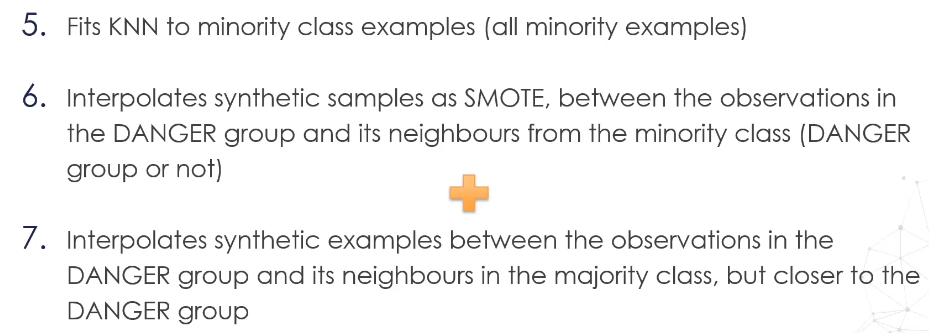 5. Fits KNN to minority class examples (all minority examples)
6. Interpolates synthetic samples as SMOTE, between the observations in
the DANGER group and its neighbours from the minority class (DANGER
group or not)
7. Interpolates synthetic examples between the observations in the
DANGER group and its neighbours in the majority class, but closer to the
DANGER group